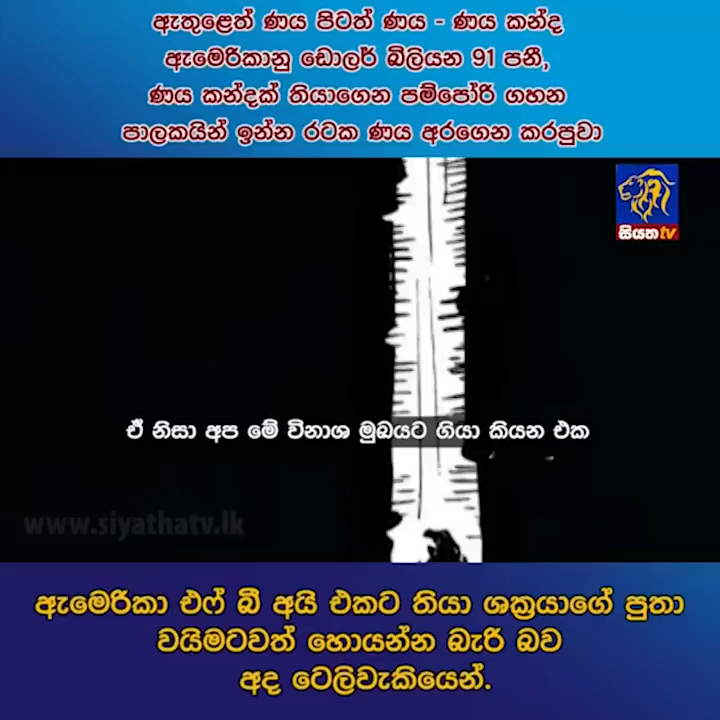 ඇතුළෙත් ණය පිටත් ණය - ණය කන්ද
ඇමෙරිකානු ඩොලර් බිලියන 91 පනී,
ණය කන්දක් තියාගෙන පම්පෝරි ගහන
පාලකයින් ඉන්න රටක ණය අරගෙන කරපුවා
සියත tv
ඒ නිසා අප මේ විනාශ මුඛයට ගියා කියන එක
www.siyathatv.lk
ඇමෙරිකා එෆ් බී අයි එකට තියා ශක්‍රයාගේ පුතා
වයිමටවත් හොයන්න බැරි බව
අද ටෙලිවැකියෙන්.